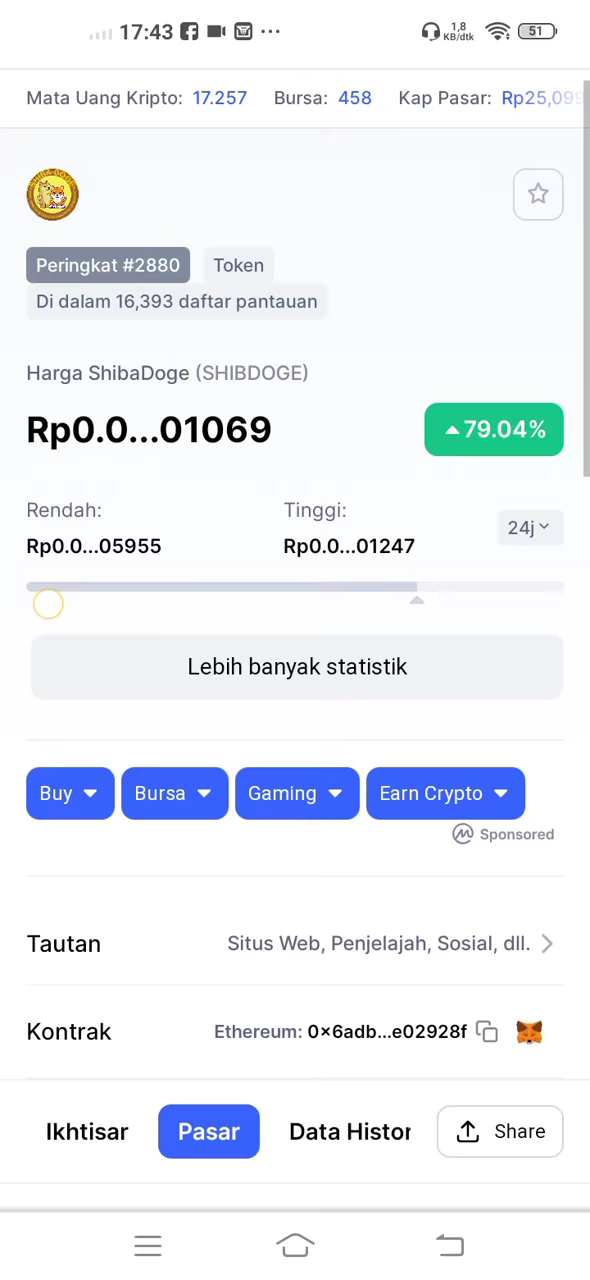 17:43
1,8 KB/dtk
51
Mata Uang Kripto: 17.257 Bursa: 458 Kap Pasar: Rp25,099
Peringkat #2880 Token
Di dalam 16,393 daftar pantauan
Harga ShibaDoge (SHIBDOGE)
Rp0.0...01069 79.04%
Rendah: Tinggi:
24j
Rp0.0...05955 Rp0.0...01247
Lebih banyak statistik
Buy Bursa Gaming Earn Crypto
Sponsored
Tautan Situs Web, Penjelajah, Sosial, dll.
Kontrak Ethereum: 0x6adb...e02928f
Ikhtisar Pasar Data Histor Share